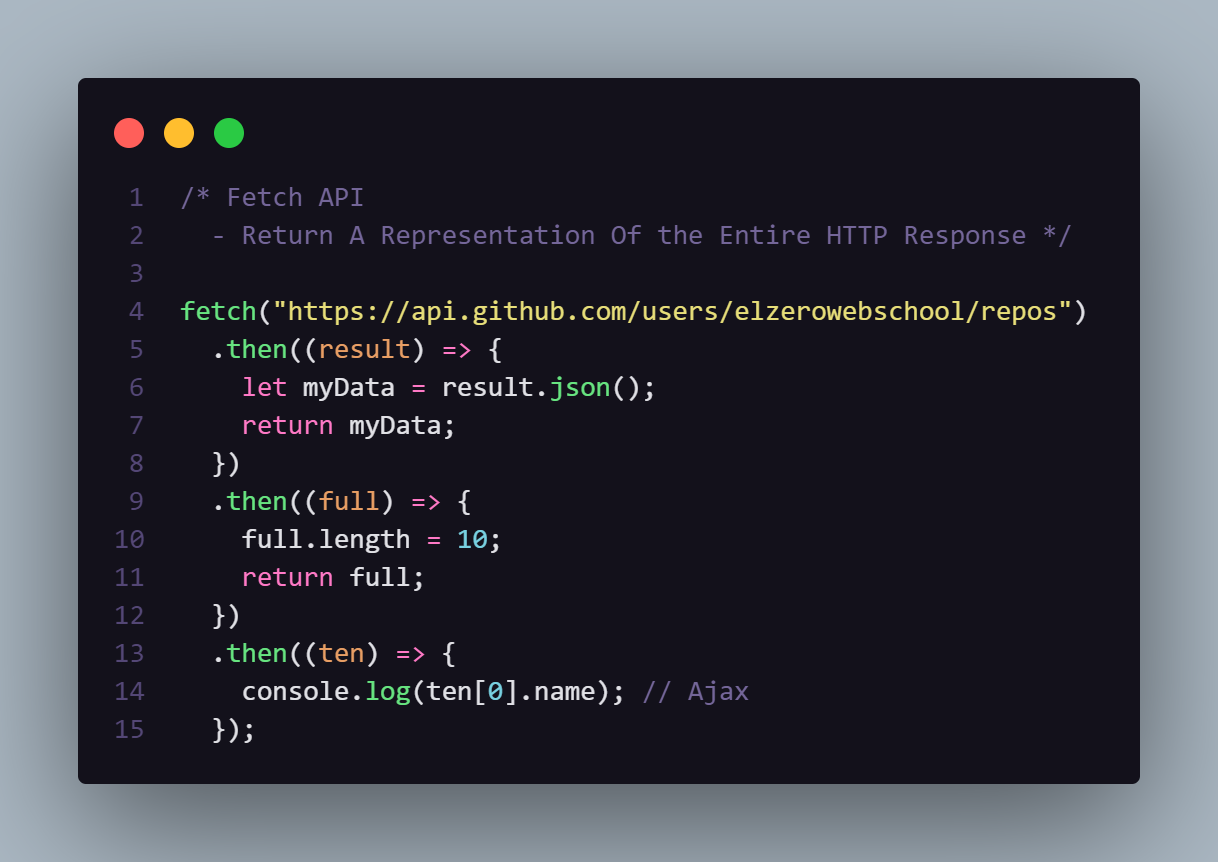 1 /* Fetch API
2   - Return A Representation Of the Entire HTTP Response */
3
4 fetch("https://api.github.com/users/elzerowebschool/repos")
5   .then((result) => {
6     let myData = result.json();
7     return myData;
8   })
9   .then((full) => {
10     full.length = 10;
11     return full;
12   })
13   .then((ten) => {
14     console.log(ten[0].name); // Ajax
15   });